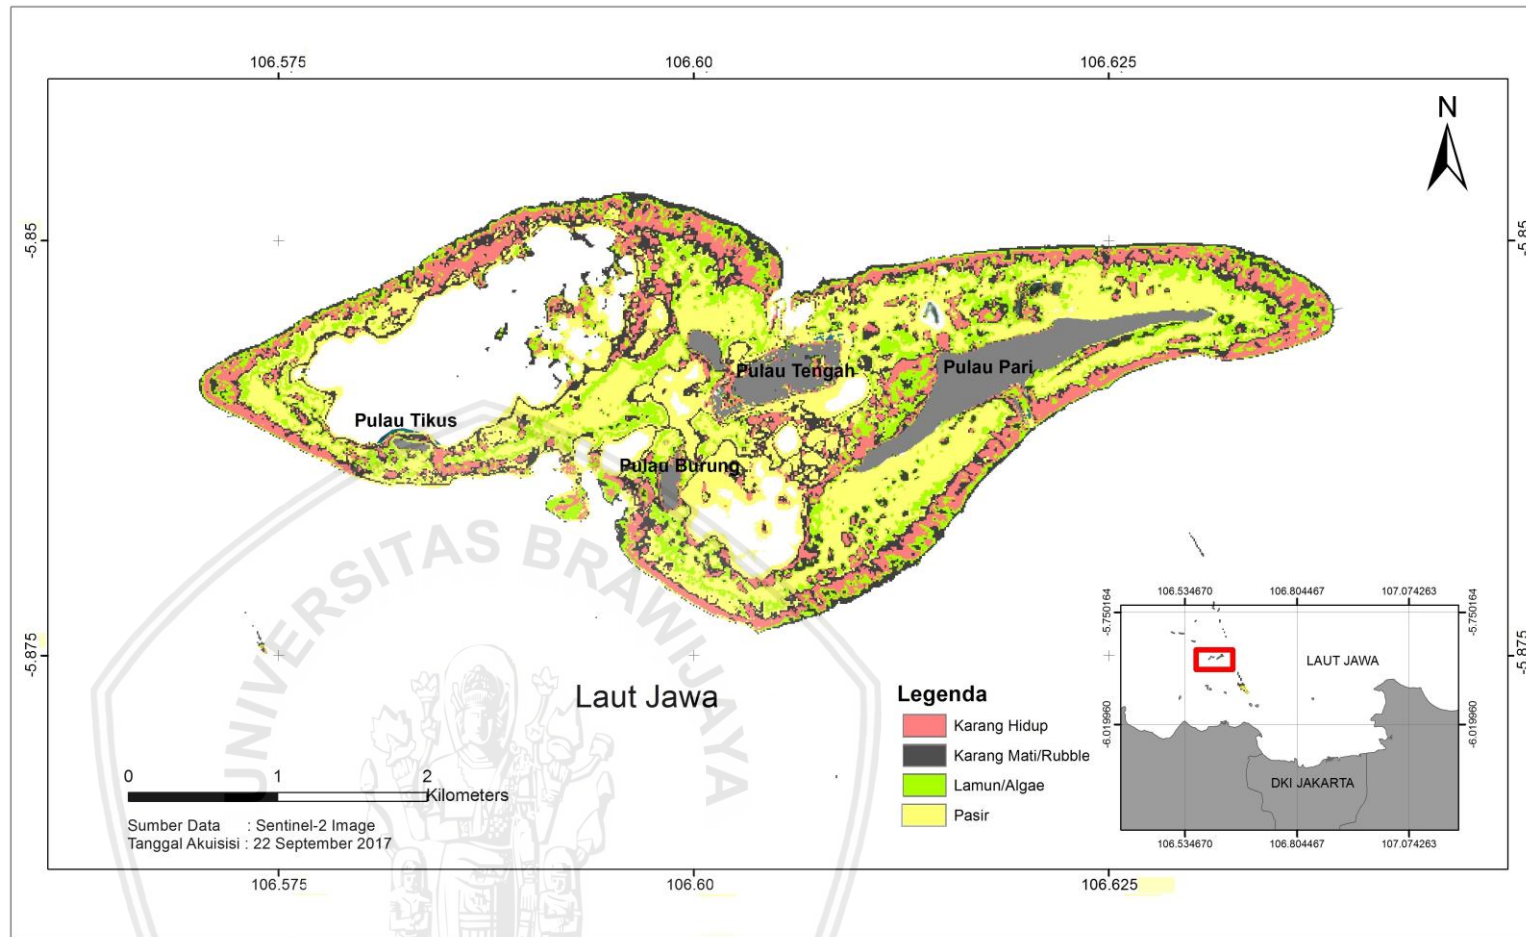 106.575 106.60 106.625
N
-5.85 -5.85
Pulau Tengah
Pulau Pari
Pulau Tikus
Pulau Burung
UNIVERSITAS BRAWIJAYA
106.534670 106.804467 107.074263
-5.750164 -5.750164
-5.875 -5.875
LAUT JAWA
Laut Jawa
Legenda
Karang Hidup
Karang Mati/Rubble
Lamun/Algae
Pasir
-6.019960 -6.019960
DKI JAKARTA
106.534670 106.804467 107.074263
0 1 2
Kilometers
Sumber Data : Sentinel-2 Image
Tanggal Akuisisi : 22 September 2017
106.575 106.60 106.625